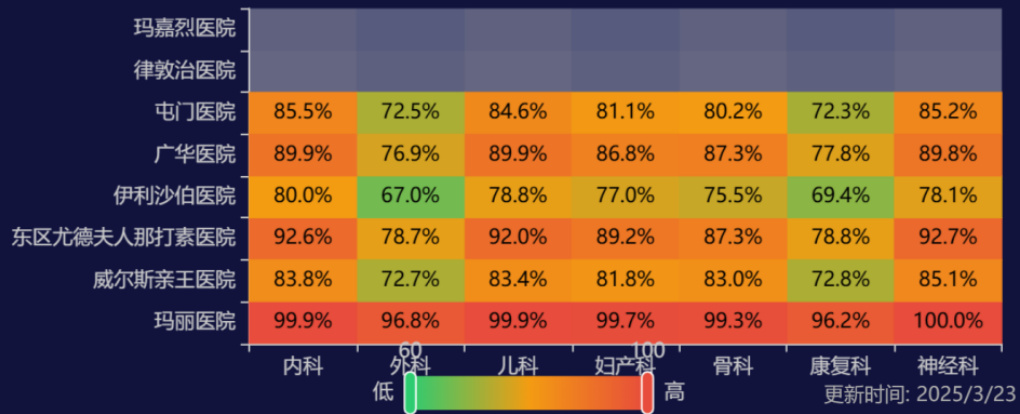 玛嘉烈医院
律敦治医院
屯门医院 85.5% 72.5% 84.6% 81.1% 80.2% 72.3% 85.2%
广华医院 89.9% 76.9% 89.9% 86.8% 87.3% 77.8% 89.8%
伊利沙伯医院 80.0% 67.0% 78.8% 77.0% 75.5% 69.4% 78.1%
东区尤德夫人那打素医院 92.6% 78.7% 92.0% 89.2% 87.3% 78.8% 92.7%
威尔斯亲王医院 83.8% 72.7% 83.4% 81.8% 83.0% 72.8% 85.1%
玛丽医院 99.9% 96.8% 99.9% 99.7% 99.3% 96.2% 100.0%
60 100
内科 外科 儿科 妇产科 骨科 康复科 神经科
低 高
更新时间: 2025/3/23